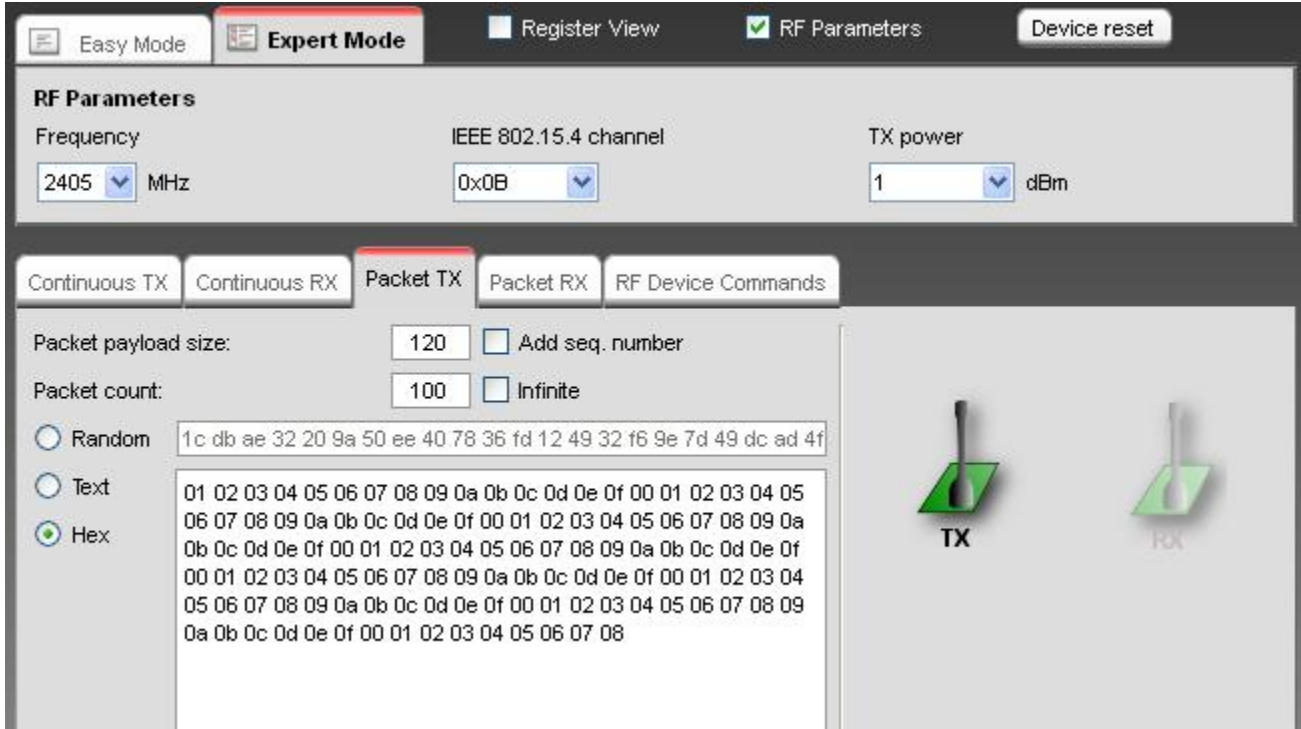 Easy Mode Expert Mode Register View RF Parameters Device reset
RF Parameters
Frequency IEEE 802.15.4 channel TX power
2405 MHz 0x0B 1 dBm
Continuous TX Continuous RX Packet TX Packet RX RF Device Commands
Packet payload size: 120 Add seq. number
Packet count: 100 Infinite
Random 1c db ae 32 20 9a 50 ee 40 78 36 fd 12 49 32 f6 9e 7d 49 dc ad 4f
Text
Hex
01 02 03 04 05 06 07 08 09 0a 0b 0c 0d 0e 0f 00 01 02 03 04 05
06 07 08 09 0a 0b 0c 0d 0e 0f 00 01 02 03 04 05 06 07 08 09 0a
0b 0c 0d 0e 0f 00 01 02 03 04 05 06 07 08 09 0a 0b 0c 0d 0e 0f
00 01 02 03 04 05 06 07 08 09 0a 0b 0c 0d 0e 0f 00 01 02 03 04
05 06 07 08 09 0a 0b 0c 0d 0e 0f 00 01 02 03 04 05 06 07 08 09
0a 0b 0c 0d 0e 0f 00 01 02 03 04 05 06 07 08
TX RX